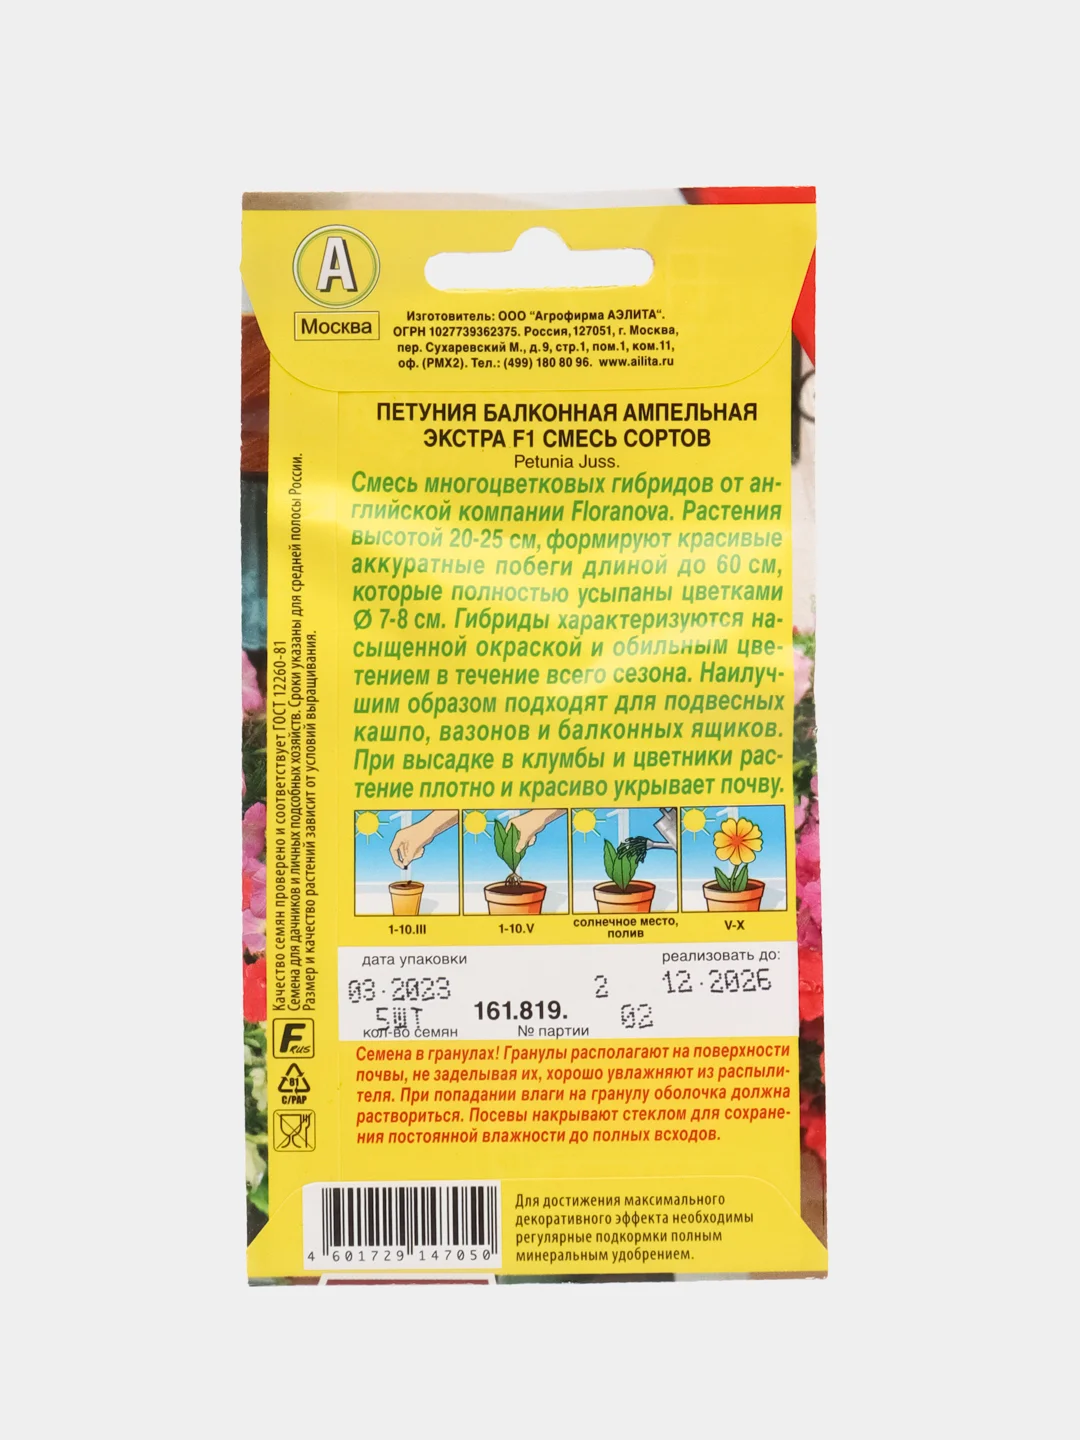 А
Москва
Изготовитель: ООО "Агрофирма АЭЛИТА".
ОГРН 1027739362375. Россия, 127051, г. Москва,
пер. Сухаревский М., д.9, стр.1, пом.1, ком.11,
оф. (РМХ2). Тел.: (499) 180 80 96. www.ailita.ru
ПЕТУНИЯ БАЛКОННАЯ АМПЕЛЬНАЯ
ЭКСТРА F1 СМЕСЬ СОРТОВ
Petunia Juss.
Смесь многоцветковых гибридов от ан-
глийской компании Floranova. Растения
высотой 20-25 см, формируют красивые
аккуратные побеги длиной до 60 см,
которые полностью усыпаны цветками
Ø 7-8 см. Гибриды характеризуются на-
сыщенной окраской и обильным цве-
тением в течение всего сезона. Наилуч-
шим образом подходят для подвесных
кашпо, вазонов и балконных ящиков.
При высадке в клумбы и цветники рас-
тение плотно и красиво укрывает почву.
1-10.III
1-10.V
солнечное место,
полив
V-X
дата упаковки
реализовать до:
03.2023
2
12.2026
5ШТ
161.819.
02
кол-во семян
№ партии
Семена в гранулах! Гранулы располагают на поверхности
почвы, не заделывая их, хорошо увлажняют из распыли-
теля. При попадании влаги на гранулу оболочка должна
раствориться. Посевы накрывают стеклом для сохране-
ния постоянной влажности до полных всходов.
Качество семян проверено и соответствует ГОСТ 12260-81
Семена для дачников и личных подсобных хозяйств. Сроки указаны для средней полосы России.
Размер и качество растений зависит от условий выращивания.
F RUS
81
C/PAP
4 601729 147050
Для достижения максимального
декоративного эффекта необходимы
регулярные подкормки полным
минеральным удобрением.